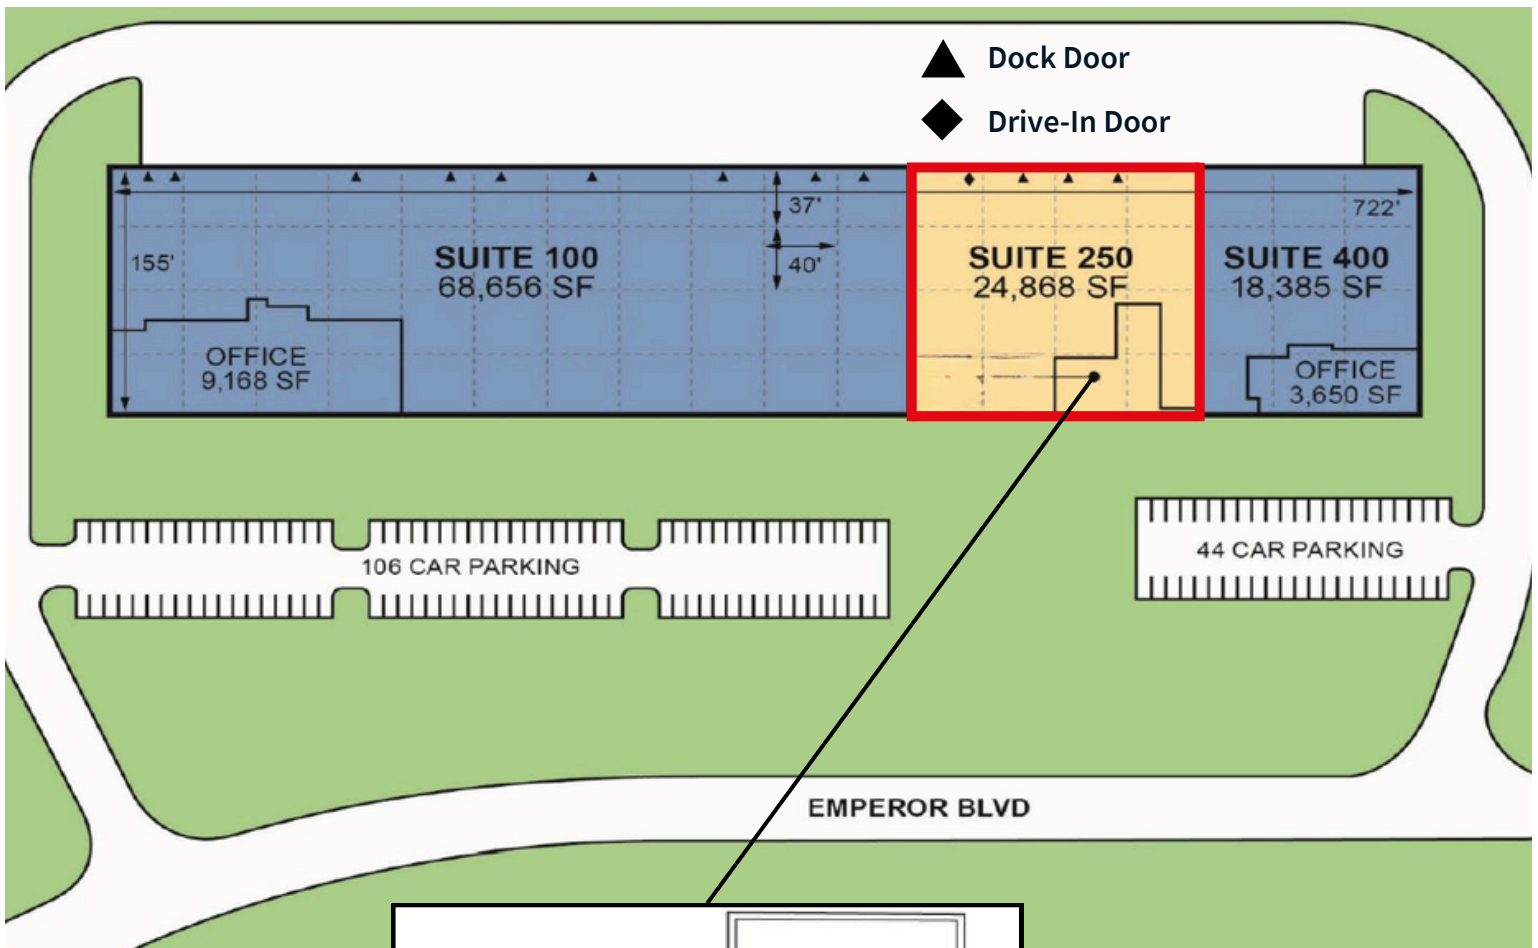 Dock Door
Drive-In Door
37'
722'
155'
40'
SUITE 100
68,656 SF
SUITE 250
24,868 SF
SUITE 400
18,385 SF
OFFICE
9,168 SF
OFFICE
3,650 SF
106 CAR PARKING
44 CAR PARKING
EMPEROR BLVD